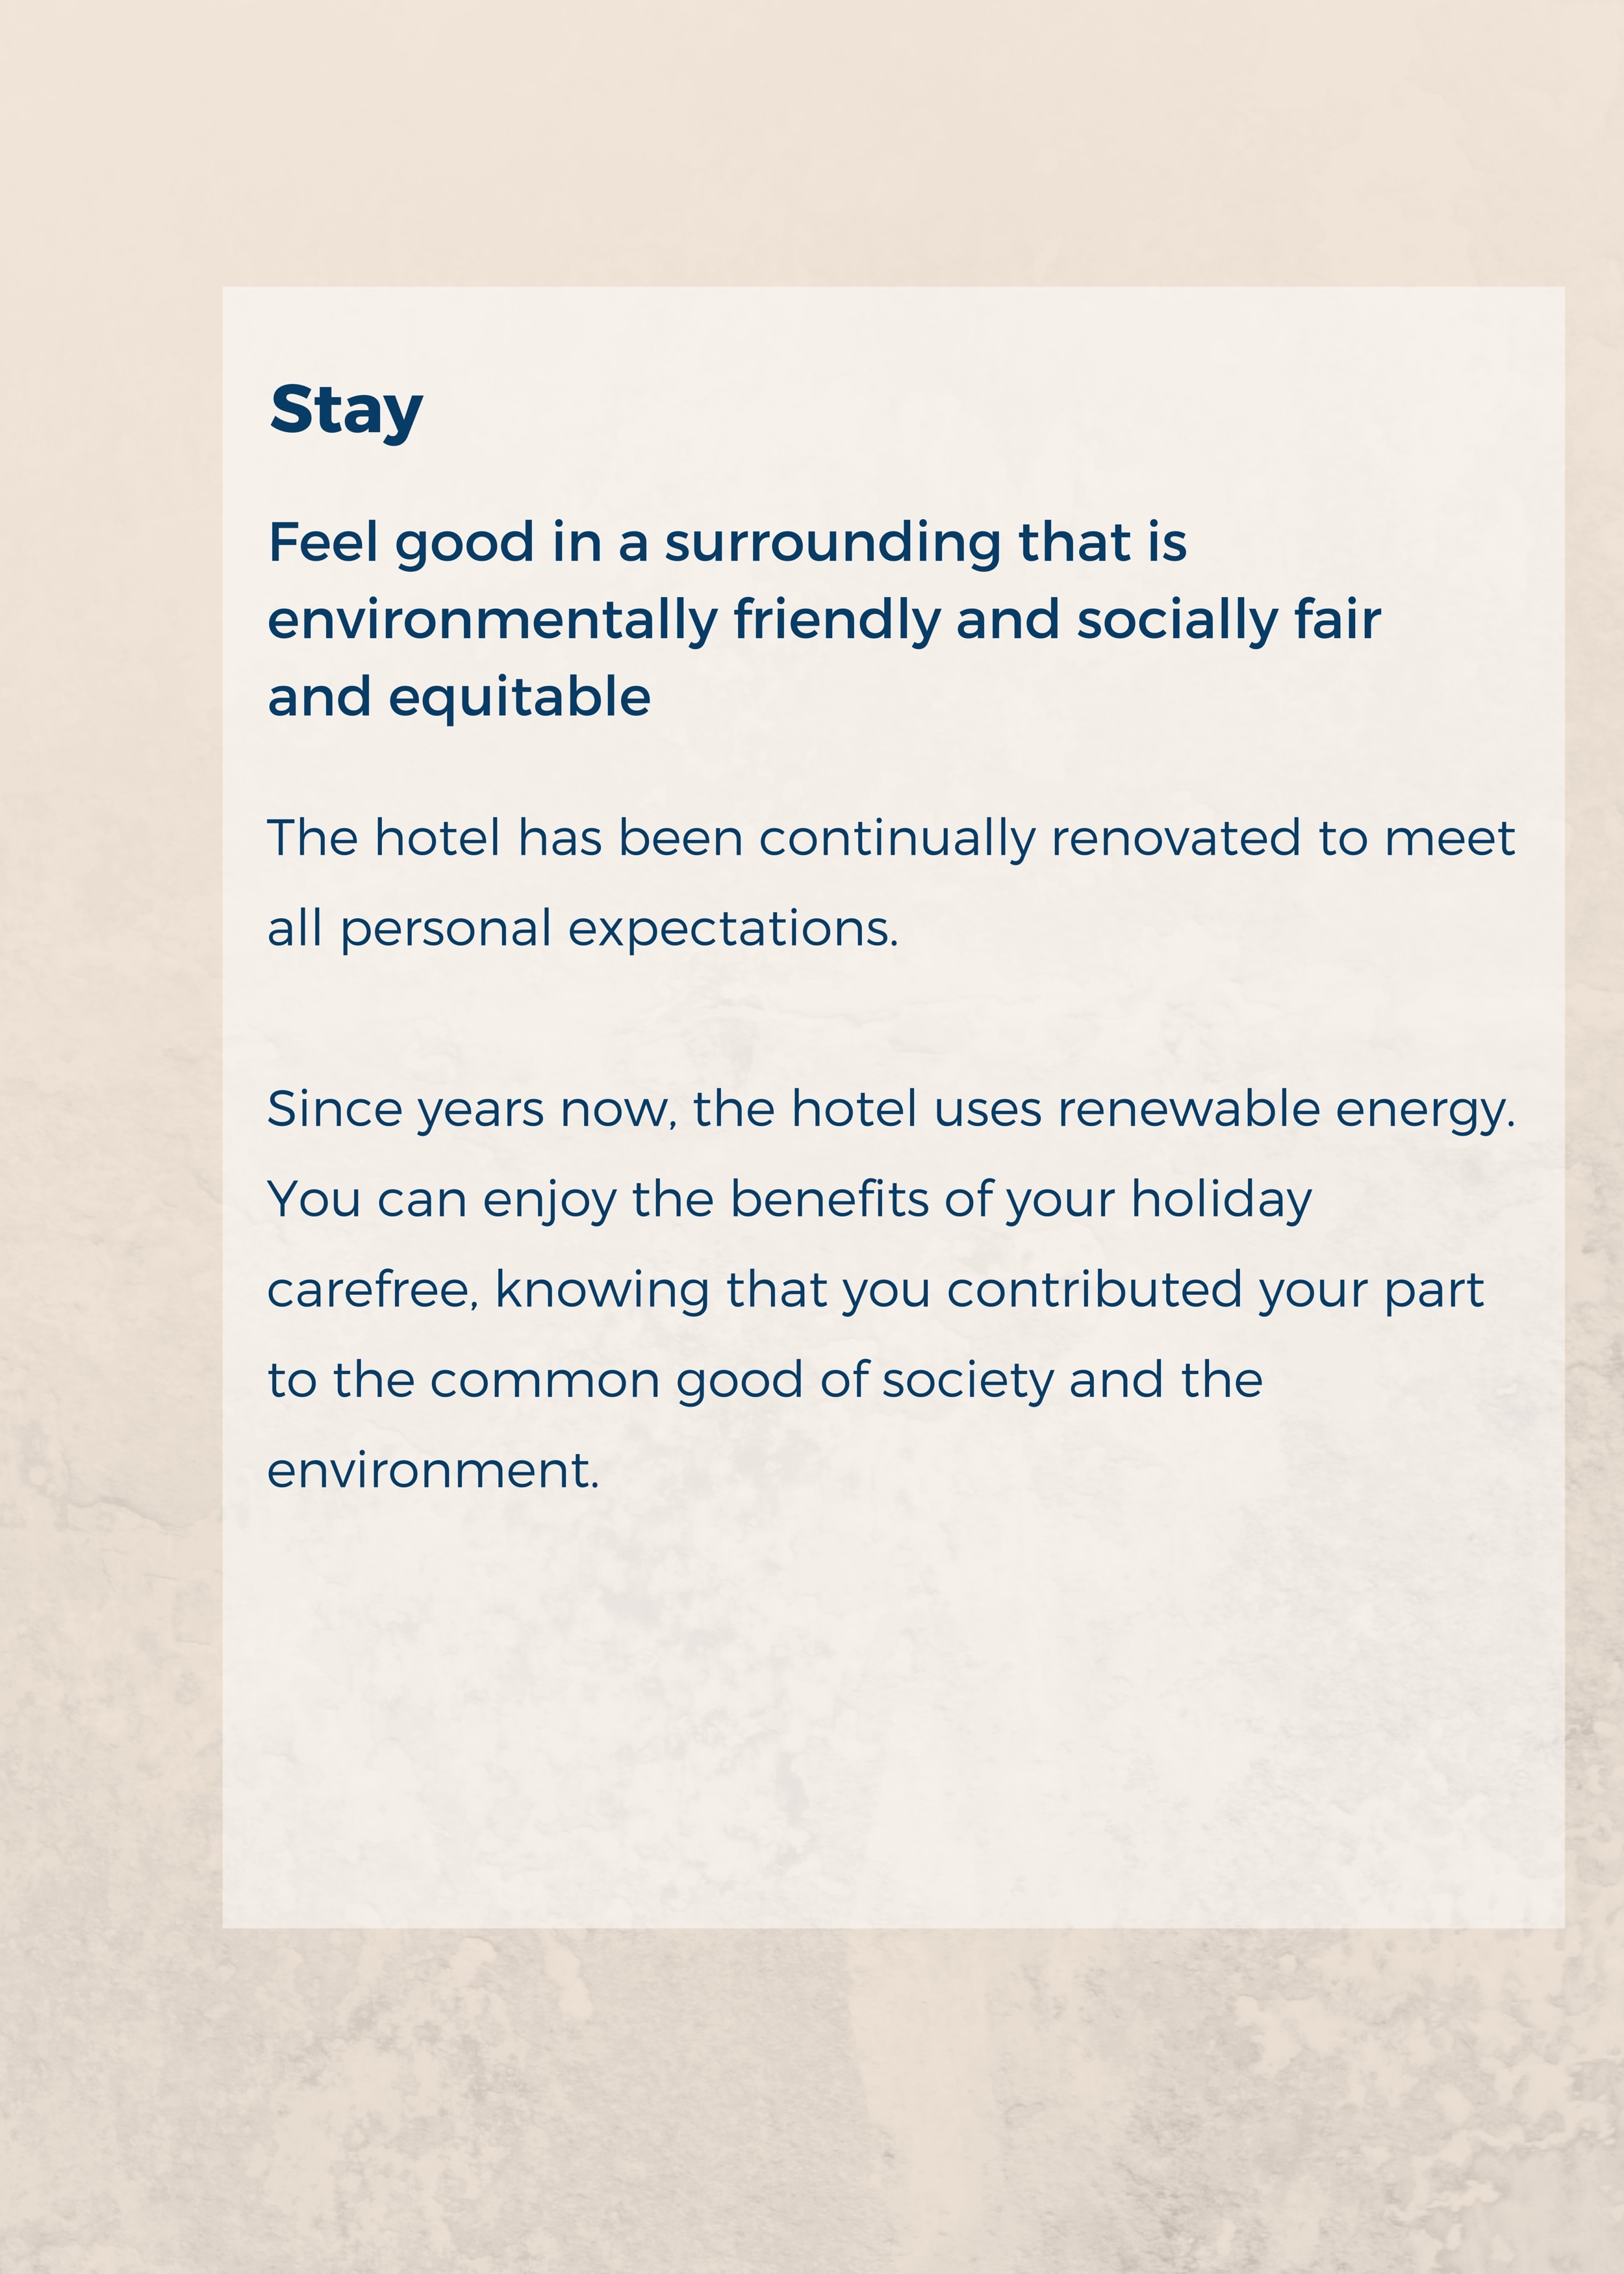 Stay
Feel good in a surrounding that is
environmentally friendly and socially fair
and equitable
The hotel has been continually renovated to meet
all personal expectations.
Since years now, the hotel uses renewable energy.
You can enjoy the benefits of your holiday
carefree, knowing that you contributed your part
to the common good of society and the
environment.